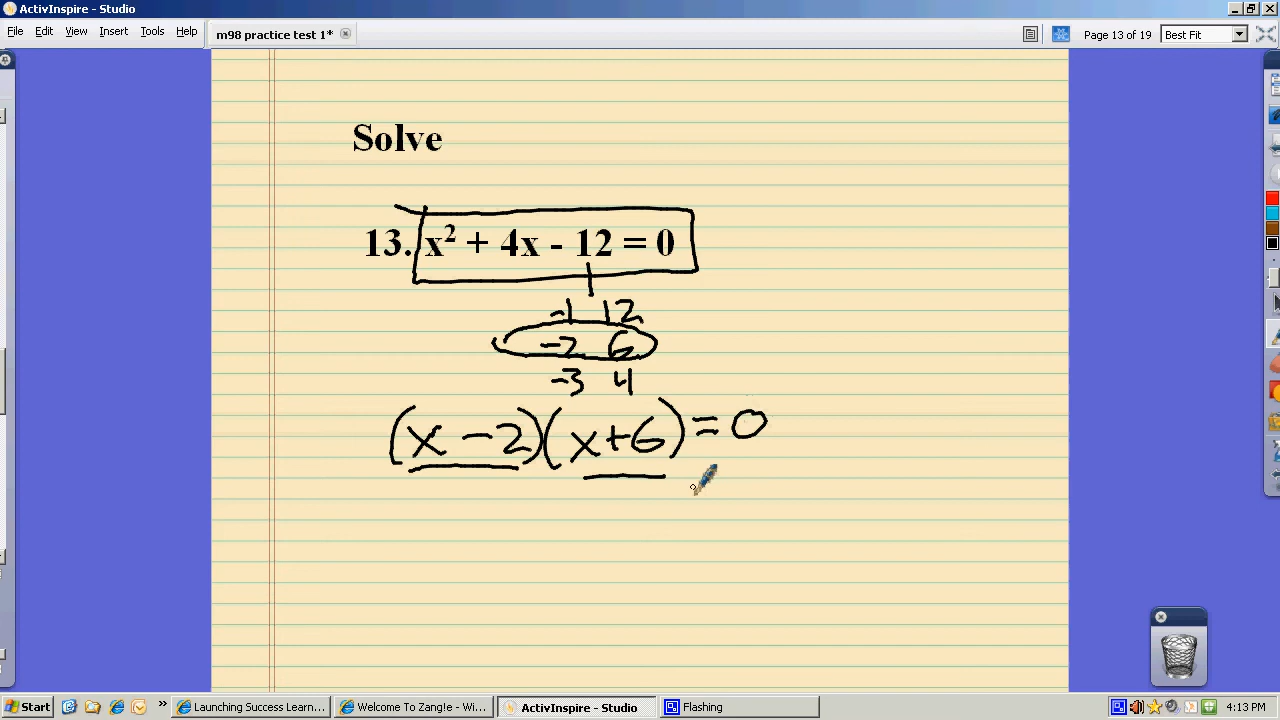 ActivInspire - Studio
File Edit View Insert Tools Help
m98 practice test 1*
Page 13 of 19
Best Fit
Solve
13. x² + 4x - 12 = 0
-1 12
-2 6
-3 4
(x - 2)(x + 6) = 0
Start
Launching Success Learn...
Welcome To Zang!e - Wi...
ActivInspire - Studio
Flashing
4:13 PM